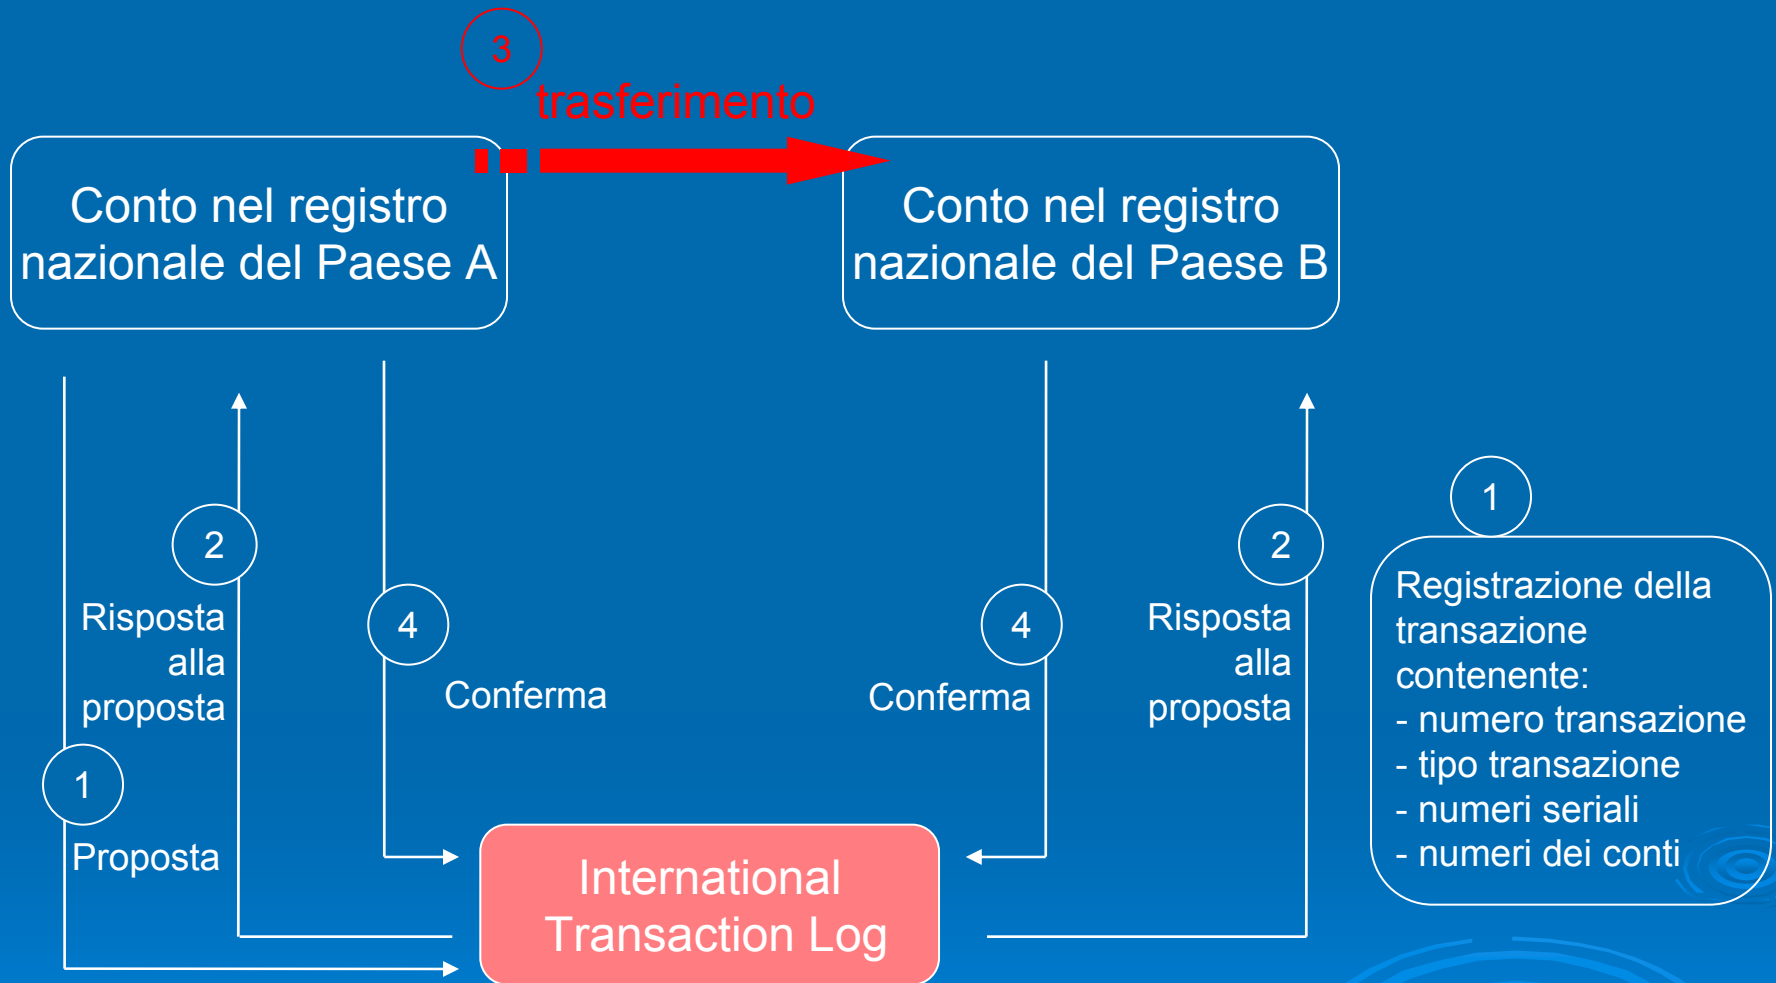 3
trasferimento
Conto nel registro
nazionale del Paese A
Conto nel registro
nazionale del Paese B
2
Risposta
alla
proposta
4
Conferma
1
Proposta
4
Conferma
2
Risposta
alla
proposta
1
Registrazione della
transazione
contenente:
- numero transazione
- tipo transazione
- numeri seriali
- numeri dei conti
International
Transaction Log